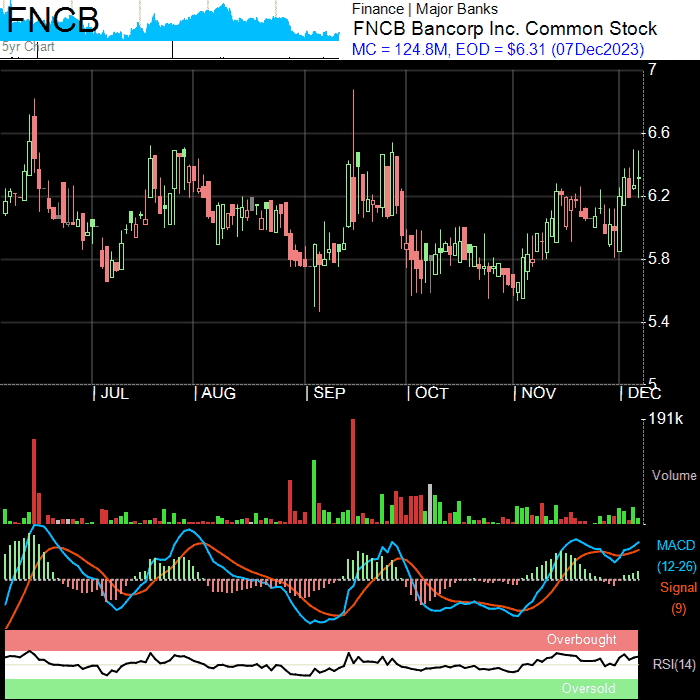 FNCB
5yr Chart
Finance | Major Banks
FNCB Bancorp Inc. Common Stock
MC = 124.8M, EOD = $6.31 (07Dec2023)
7
6.6
6.2
5.8
5.4
5
JUL AUG SEP OCT NOV DEC
191k
Volume
MACD
(12-26)
Signal
(9)
Overbought
RSI(14)
Oversold